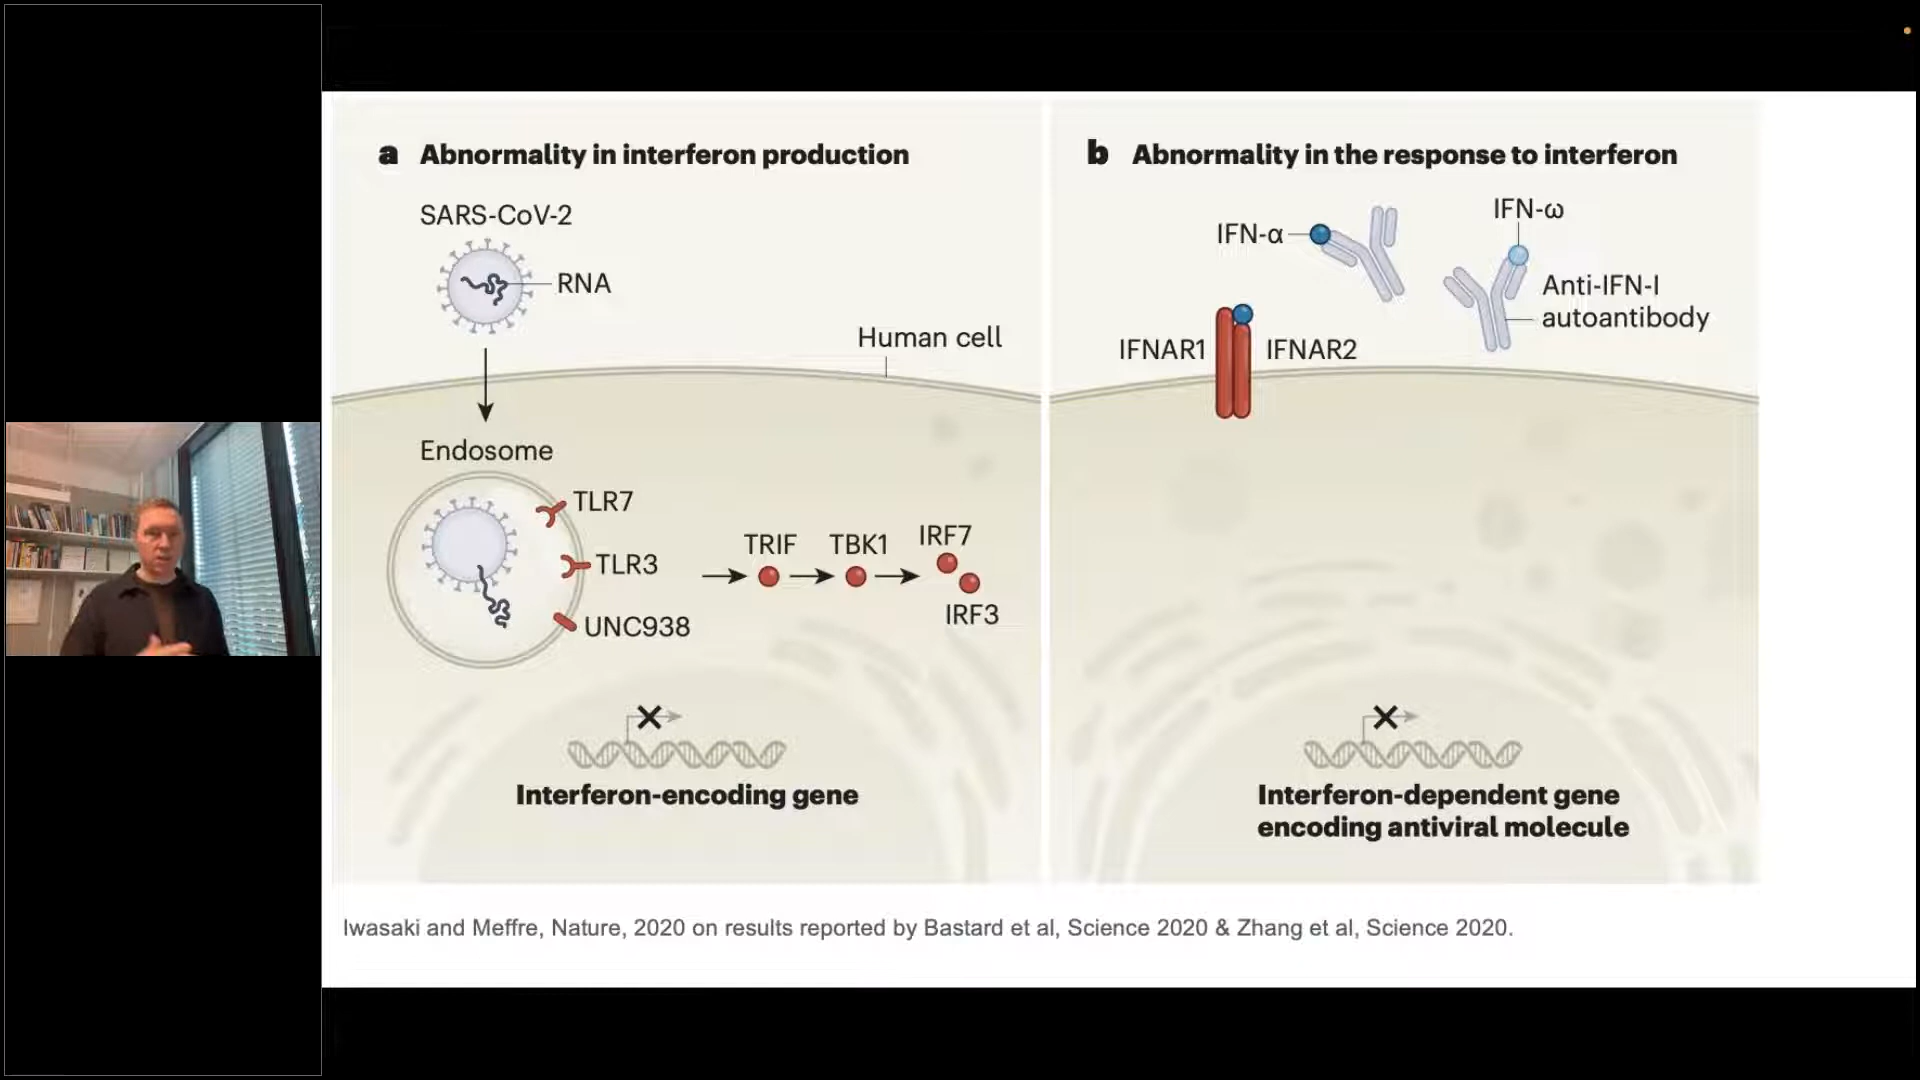 a Abnormality in interferon production
SARS-CoV-2
RNA
Human cell
Endosome
TLR7
TLR3
UNC938
TRIF
TBK1
IRF7
IRF3
Interferon-encoding gene
b Abnormality in the response to interferon
IFN-α
IFN-ω
Anti-IFN-I
autoantibody
IFNAR1
IFNAR2
Interferon-dependent gene
encoding antiviral molecule
Iwasaki and Meffre, Nature, 2020 on results reported by Bastard et al, Science 2020 & Zhang et al, Science 2020.